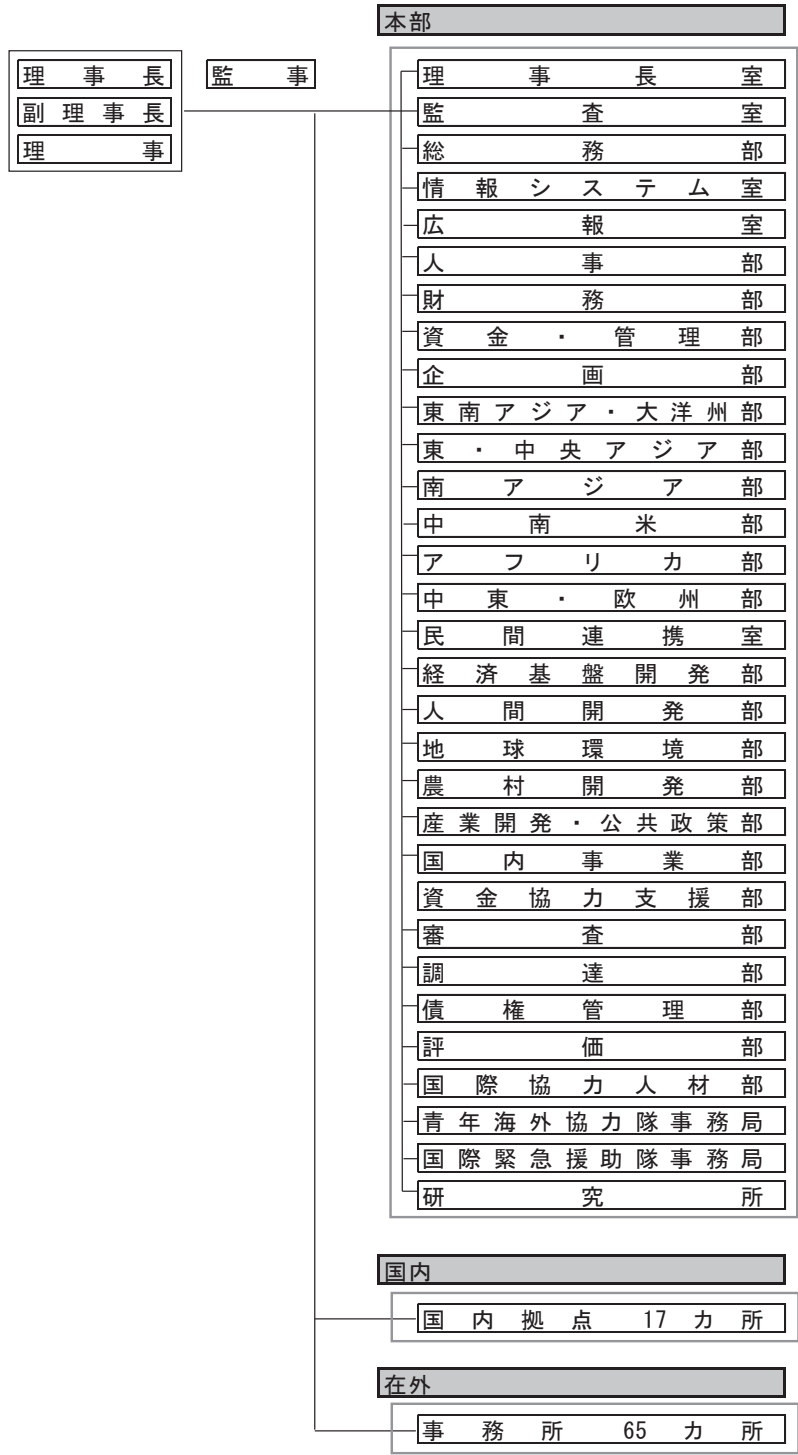 本部
理事長
副理事長
理事
監事
理事長室
監査室
総務部
情報システム室
広報室
人事部
財務部
資金・管理部
企画部
東南アジア・大洋州部
東・中央アジア部
南アジア部
中南米部
アフリカ部
中東・欧州部
民間連携室
経済基盤開発部
人間開発部
地球環境部
農村開発部
産業開発・公共政策部
国内事業部
資金協力支援部
審査部
調達部
債権管理部
評価部
国際協力人材部
青年海外協力隊事務局
国際緊急援助隊事務局
研究所
国内
国内拠点 17カ所
在外
事務所 65カ所